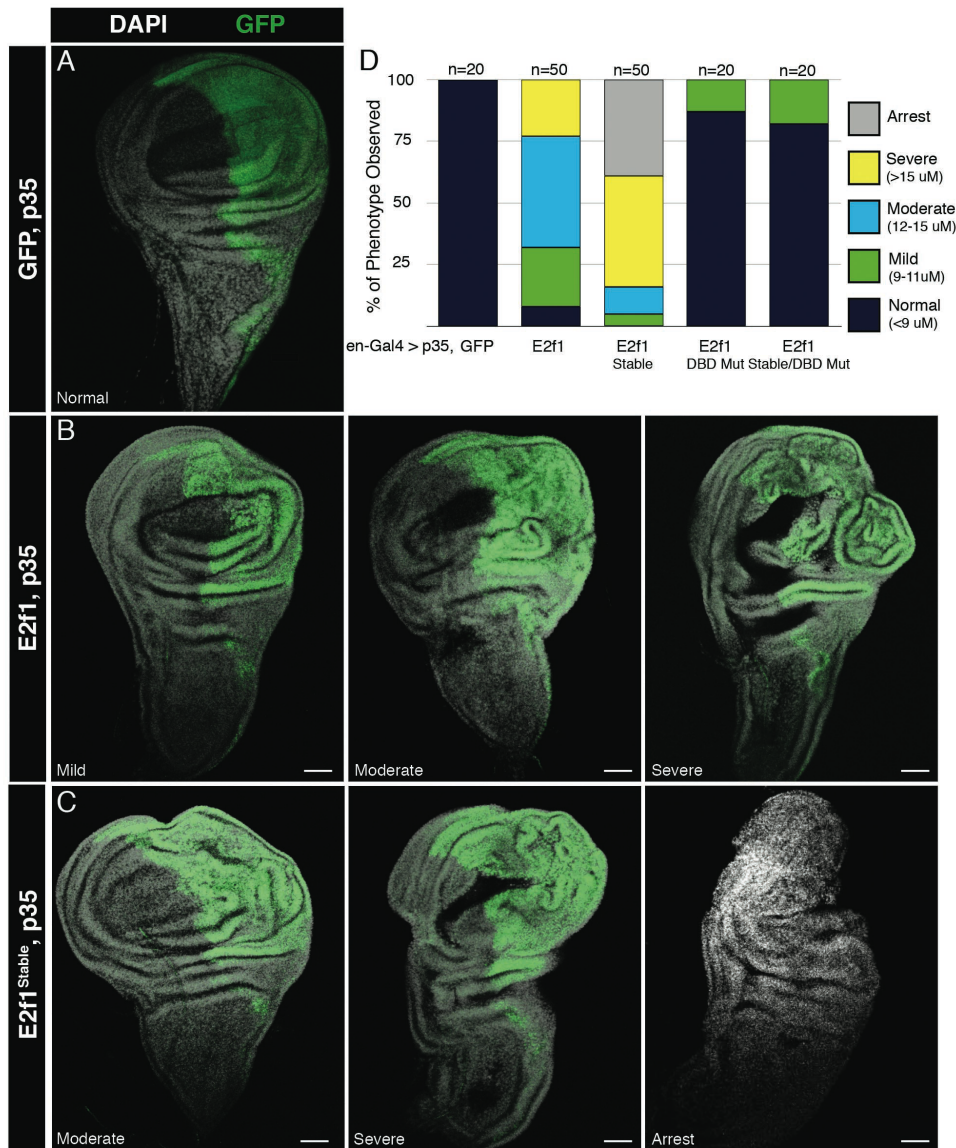 DAPI GFP
GFP, p35
A
Normal
D
% of Phenotype Observed
100
75
50
25
n=20 n=50 n=50 n=20 n=20
en-Gal4 > p35, GFP E2f1 E2f1 E2f1 E2f1
Stable DBD Mut Stable/DBD Mut
Arrest
Severe
(>15 uM)
Moderate
(12-15 uM)
Mild
(9-11uM)
Normal
(<9 uM)
E2f1, p35
B
Mild
Moderate
Severe
E2f1Stable, p35
C
Moderate
Severe
Arrest